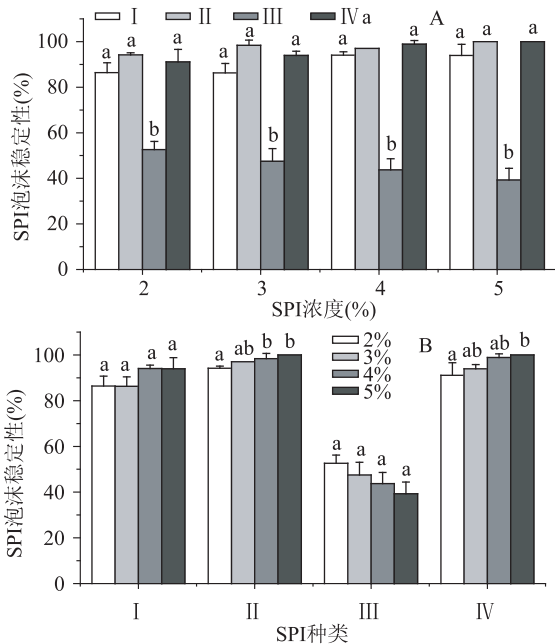 I II III IV a A
a a b a a a b a a a b a a a b a
SPI泡沫稳定性(%)
100
80
60
40
20
0
2 3 4 5
SPI浓度(%)
2% B
3%
4%
5%
a a a a a ab b b a a a a a ab ab b
SPI泡沫稳定性(%)
100
80
60
40
20
0
I II III IV
SPI种类